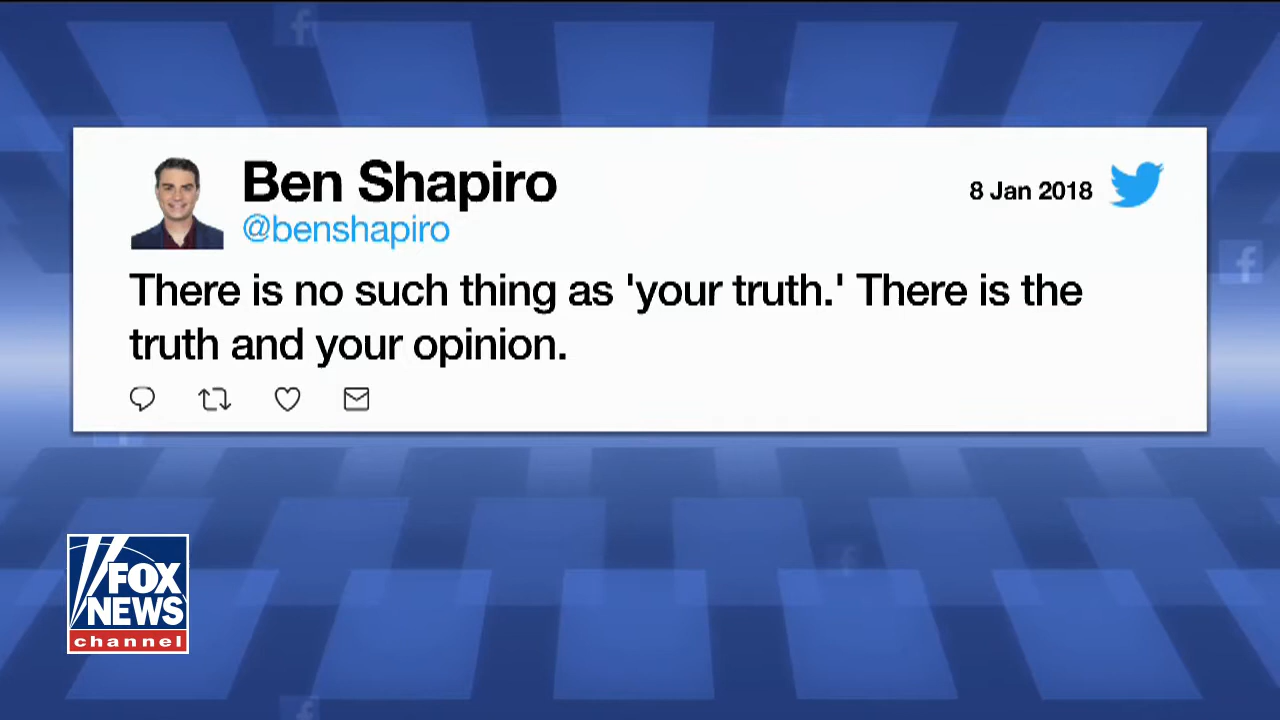 Ben Shapiro
8 Jan 2018
@benshapiro
There is no such thing as 'your truth.' There is the
truth and your opinion.
FOX
NEWS
channel